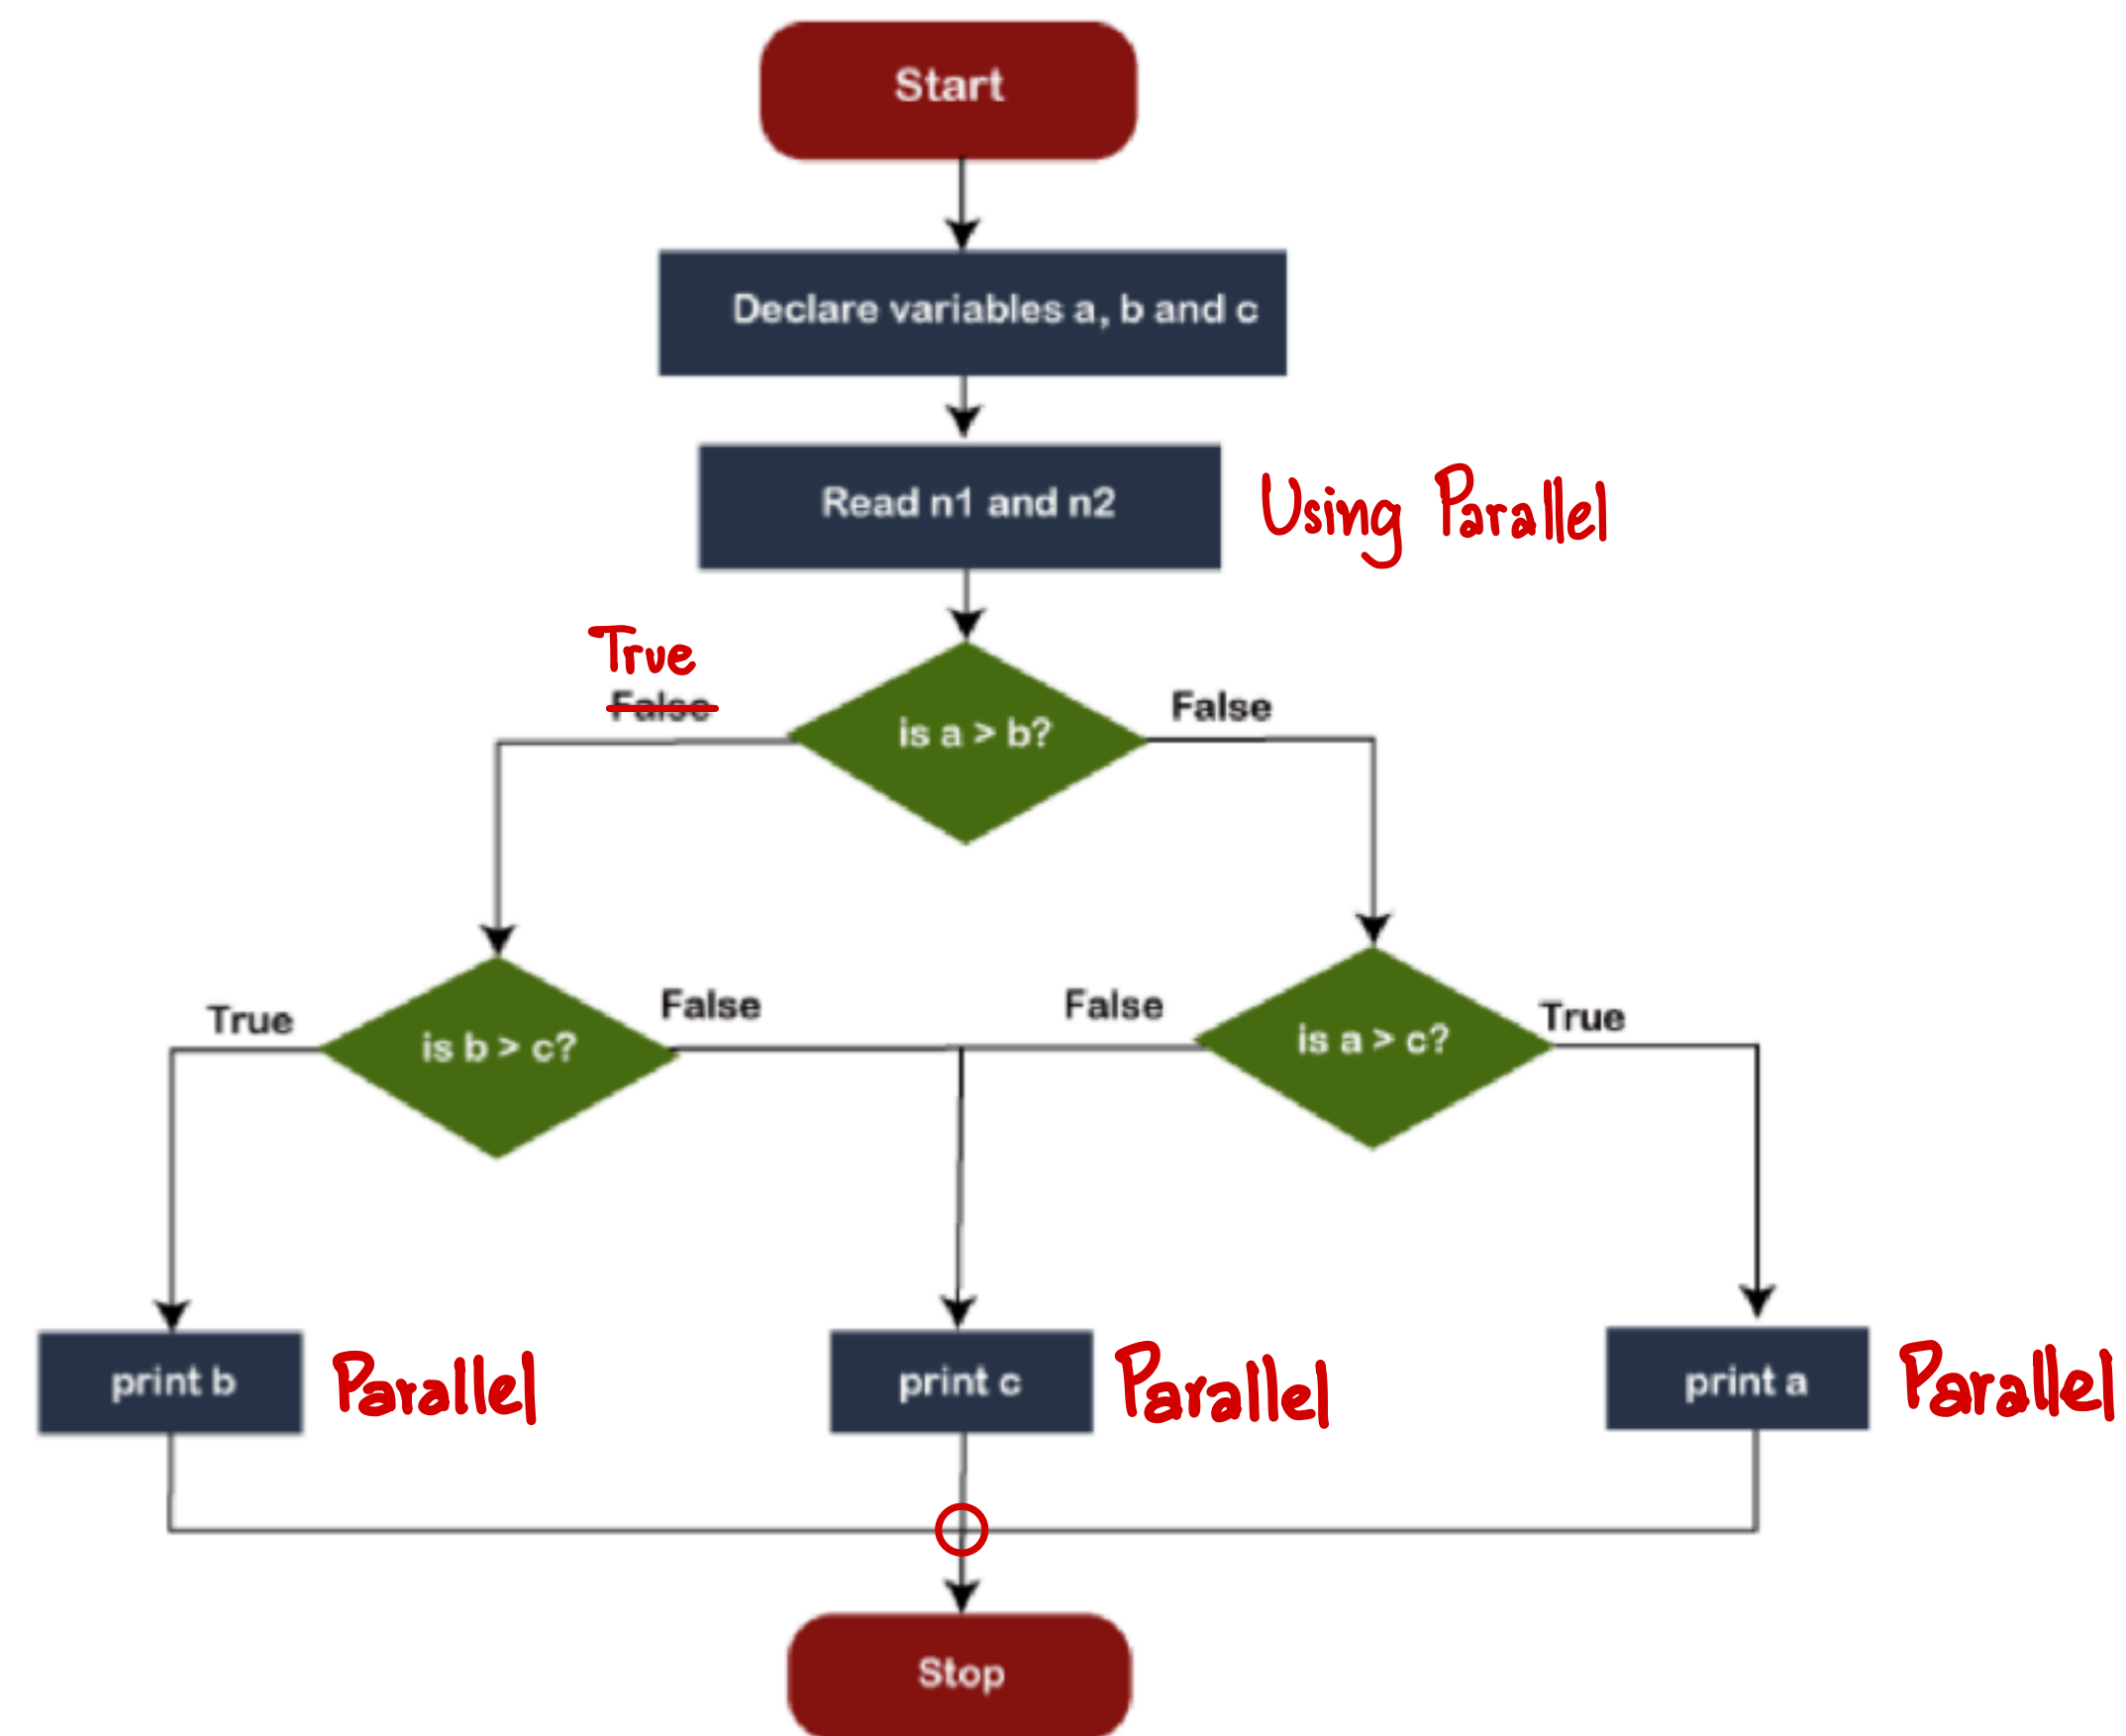 Start
Declare variables a, b and c
Read n1 and n2
Using Parallel
True
False
is a > b?
False
True
is b > c?
False
False
is a > c?
True
print b
Parallel
print c
Parallel
print a
Parallel
Stop